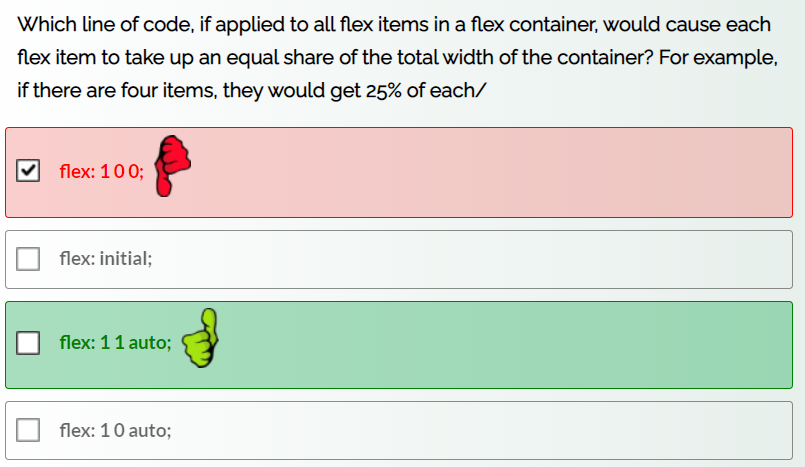 Which line of code, if applied to all flex items in a flex container, would cause each
flex item to take up an equal share of the total width of the container? For example,
if there are four items, they would get 25% of each/
flex: 1 0 0;
flex: initial;
flex: 1 1 auto;
flex: 1 0 auto;